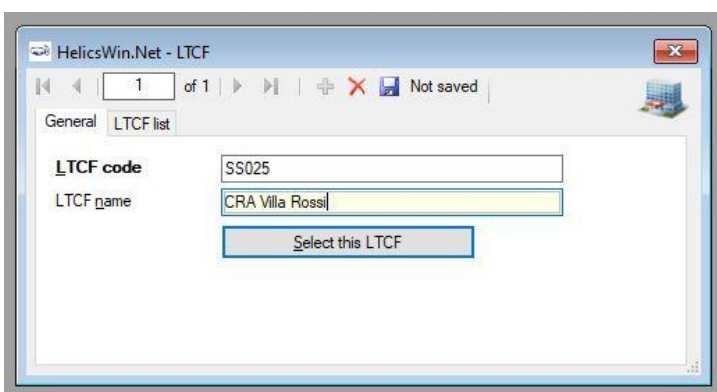 HelicsWin.Net - LTCF
1 of 1 Not saved
General LTCF list
LTCF code SS025
LTCF name CRA Villa Rossi
Select this LTCF